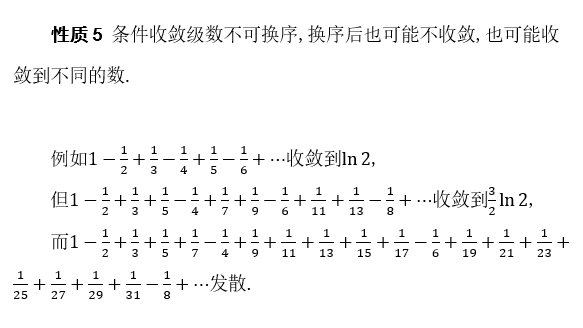 性质 5 条件收敛级数不可换序, 换序后也可能不收敛, 也可能收
敛到不同的数.
例如1 − 1/2 + 1/3 − 1/4 + 1/5 − 1/6 + ⋯收敛到ln 2,
但1 − 1/2 + 1/3 + 1/5 − 1/4 + 1/7 + 1/9 − 1/6 + 1/11 + 1/13 − 1/8 + ⋯收敛到3/2 ln 2,
而1 − 1/2 + 1/3 + 1/5 + 1/7 − 1/4 + 1/9 + 1/11 + 1/13 + 1/15 + 1/17 − 1/6 + 1/19 + 1/21 + 1/23 +
1/25 + 1/27 + 1/29 + 1/31 − 1/8 + ⋯发散.